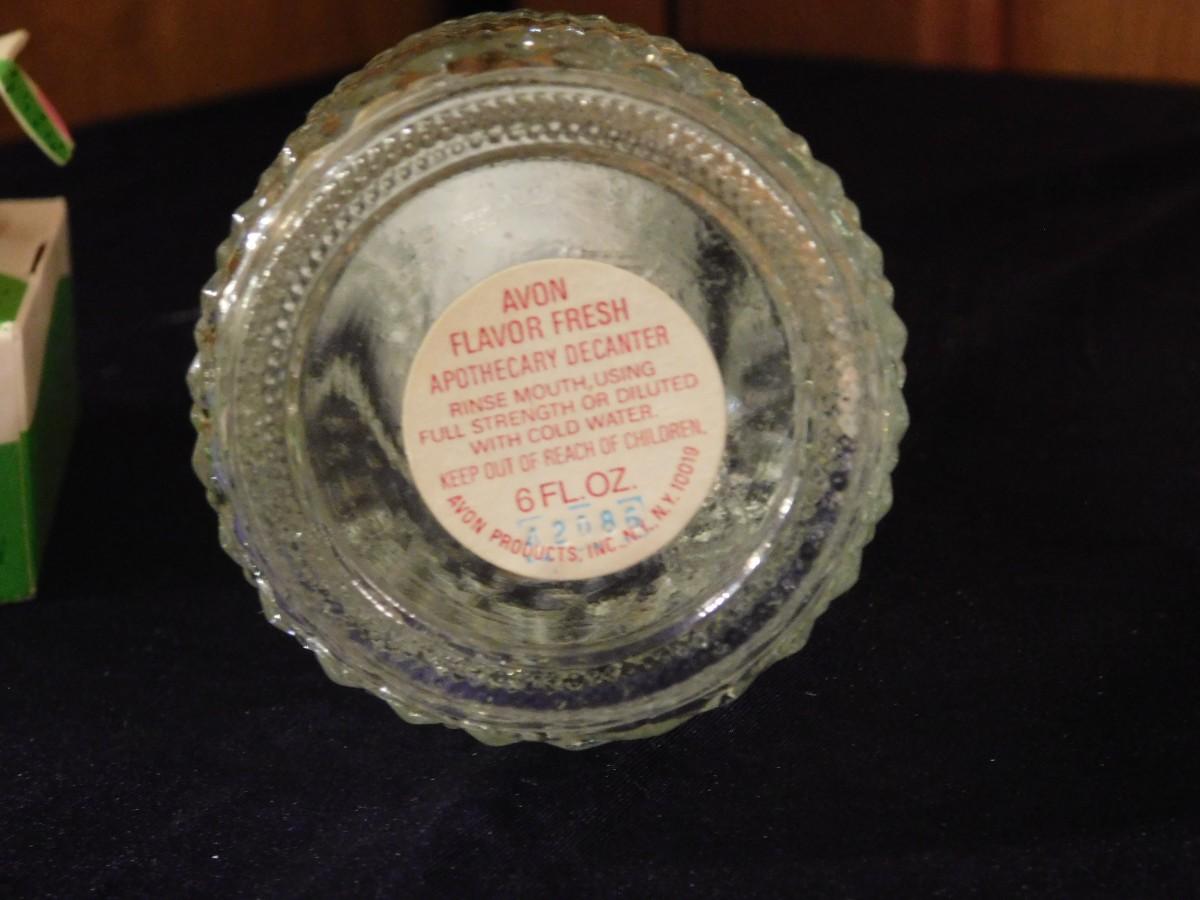 AVON
FLAVOR FRESH
APOTHECARY DECANTER
RINSE MOUTH, USING
FULL STRENGTH OR DILUTED
WITH COLD WATER.
KEEP OUT OF REACH OF CHILDREN.
6 FL. OZ.
AVON PRODUCTS, INC. N.Y., N.Y. 10019